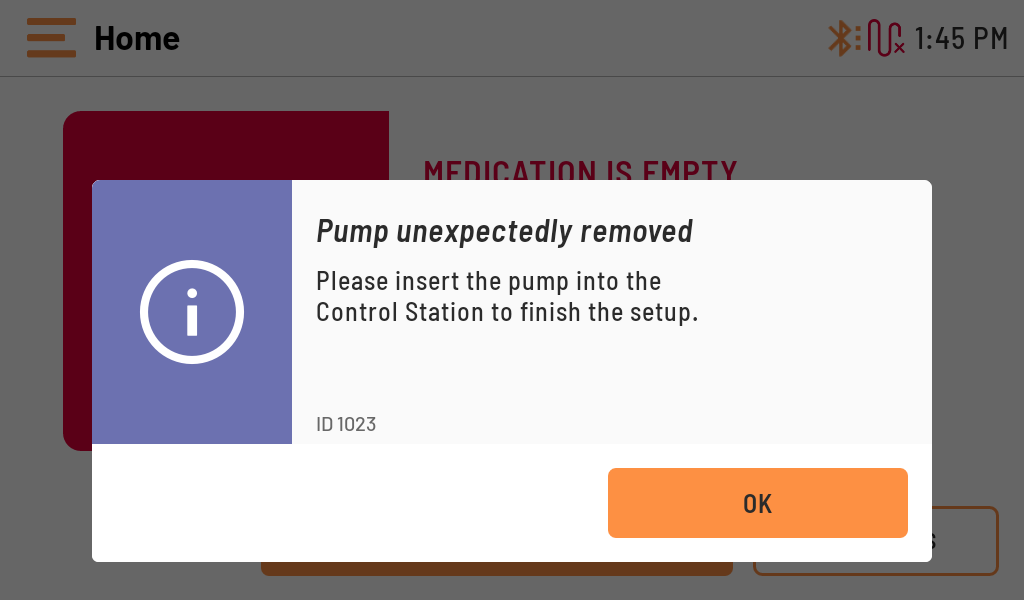 Home
1:45 PM
MEDICATION IS EMPTY
Pump unexpectedly removed
Please insert the pump into the
Control Station to finish the setup.
ID 1023
OK